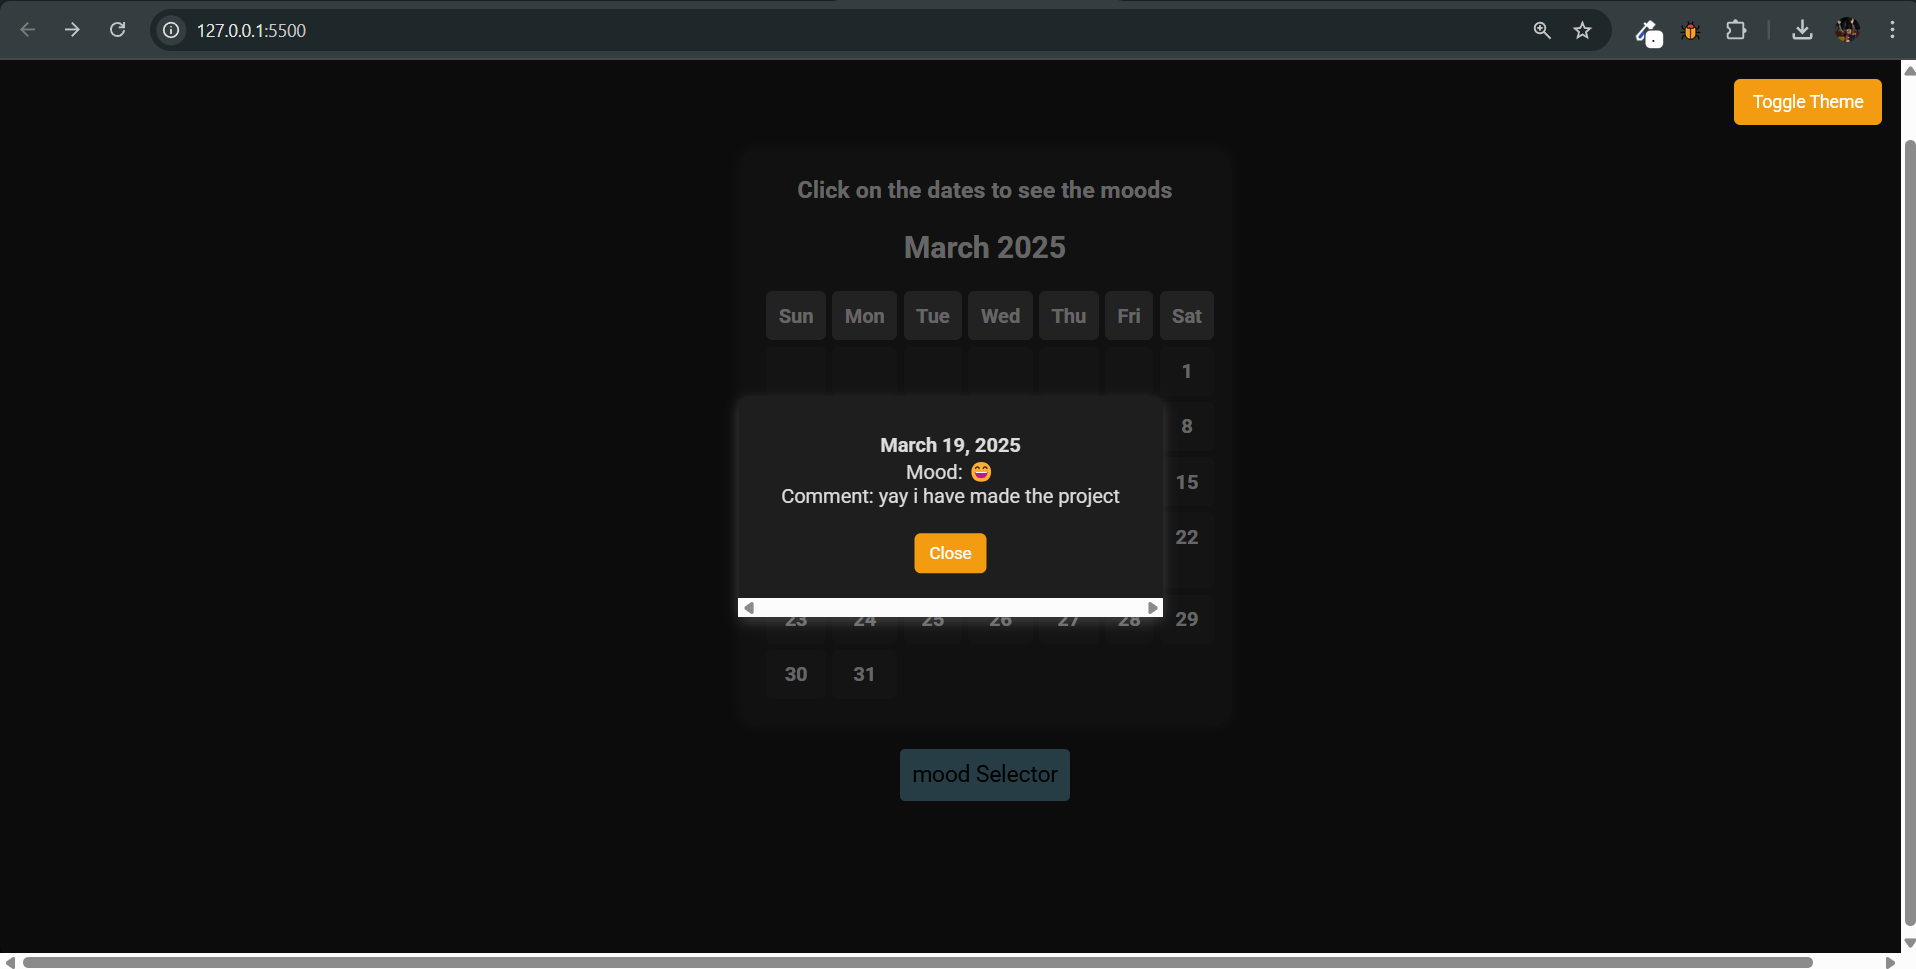 127.0.0.1:5500
Toggle Theme
Click on the dates to see the moods
March 2025
Sun Mon Tue Wed Thu Fri Sat
1
8
March 19, 2025
Mood: 😄
15
Comment: yay i have made the project
22
Close
23 24 25 26 27 28 29
30 31
mood Selector